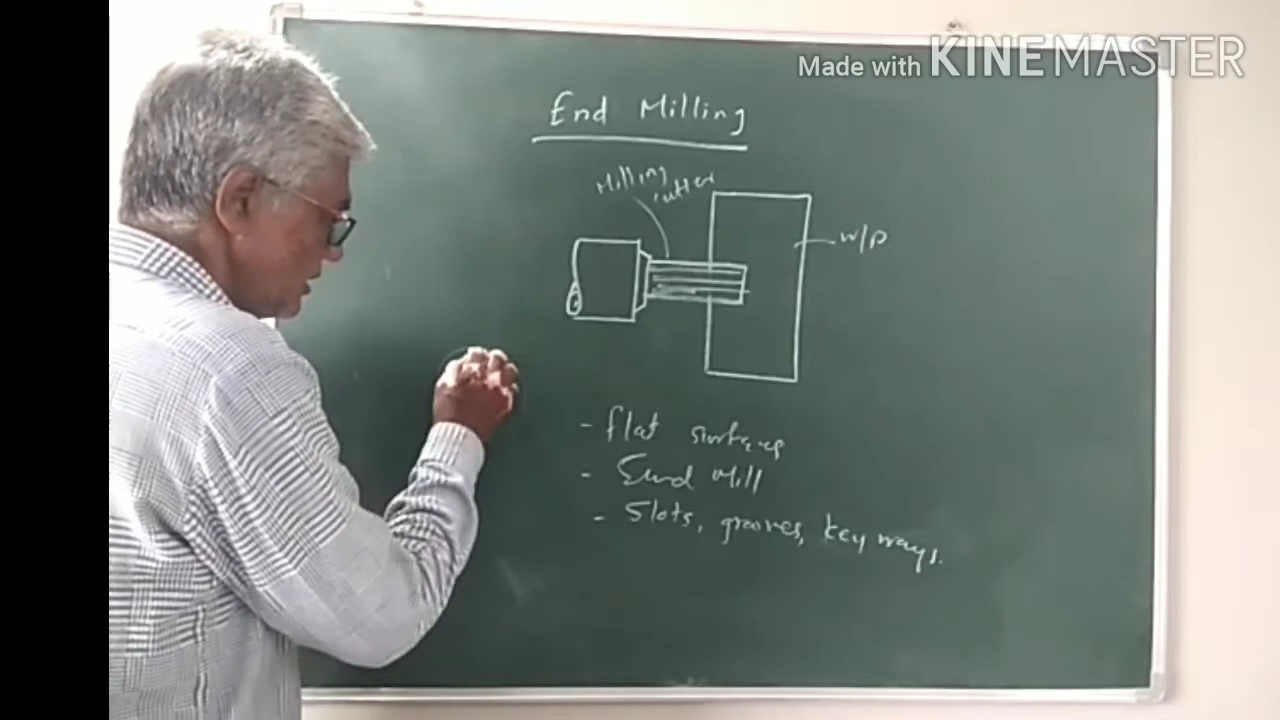 Made with KINEMASTER
End Milling
Milling
cutter
w/p
- flat surfaces
- End Mill
- Slots, grooves, key ways.